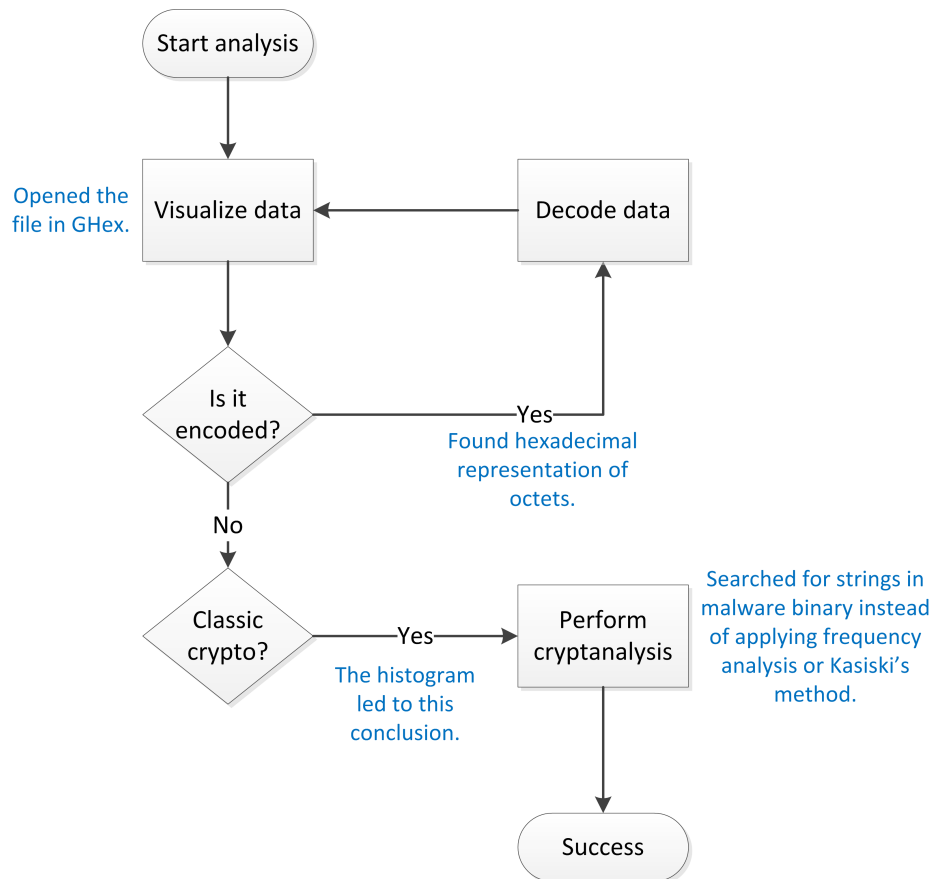 Start analysis
Opened the
file in GHex.
Visualize data
Decode data
Is it
encoded?
Yes
Found hexadecimal
representation of
octets.
No
Classic
crypto?
Yes
The histogram
led to this
conclusion.
Perform
cryptanalysis
Searched for strings in
malware binary instead
of applying frequency
analysis or Kasiski’s
method.
Success